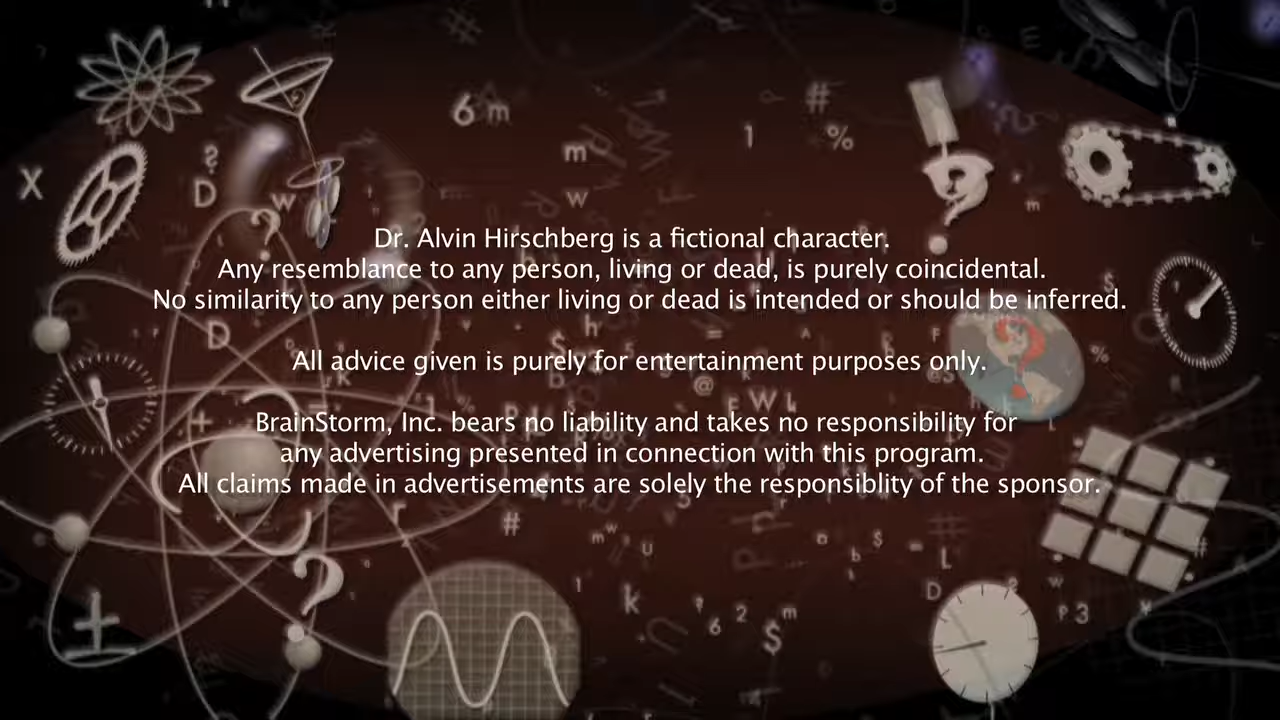 Dr. Alvin Hirschberg is a fictional character.
Any resemblance to any person, living or dead, is purely coincidental.
No similarity to any person either living or dead is intended or should be inferred.
All advice given is purely for entertainment purposes only.
BrainStorm, Inc. bears no liability and takes no responsibility for
any advertising presented in connection with this program.
All claims made in advertisements are solely the responsiblity of the sponsor.